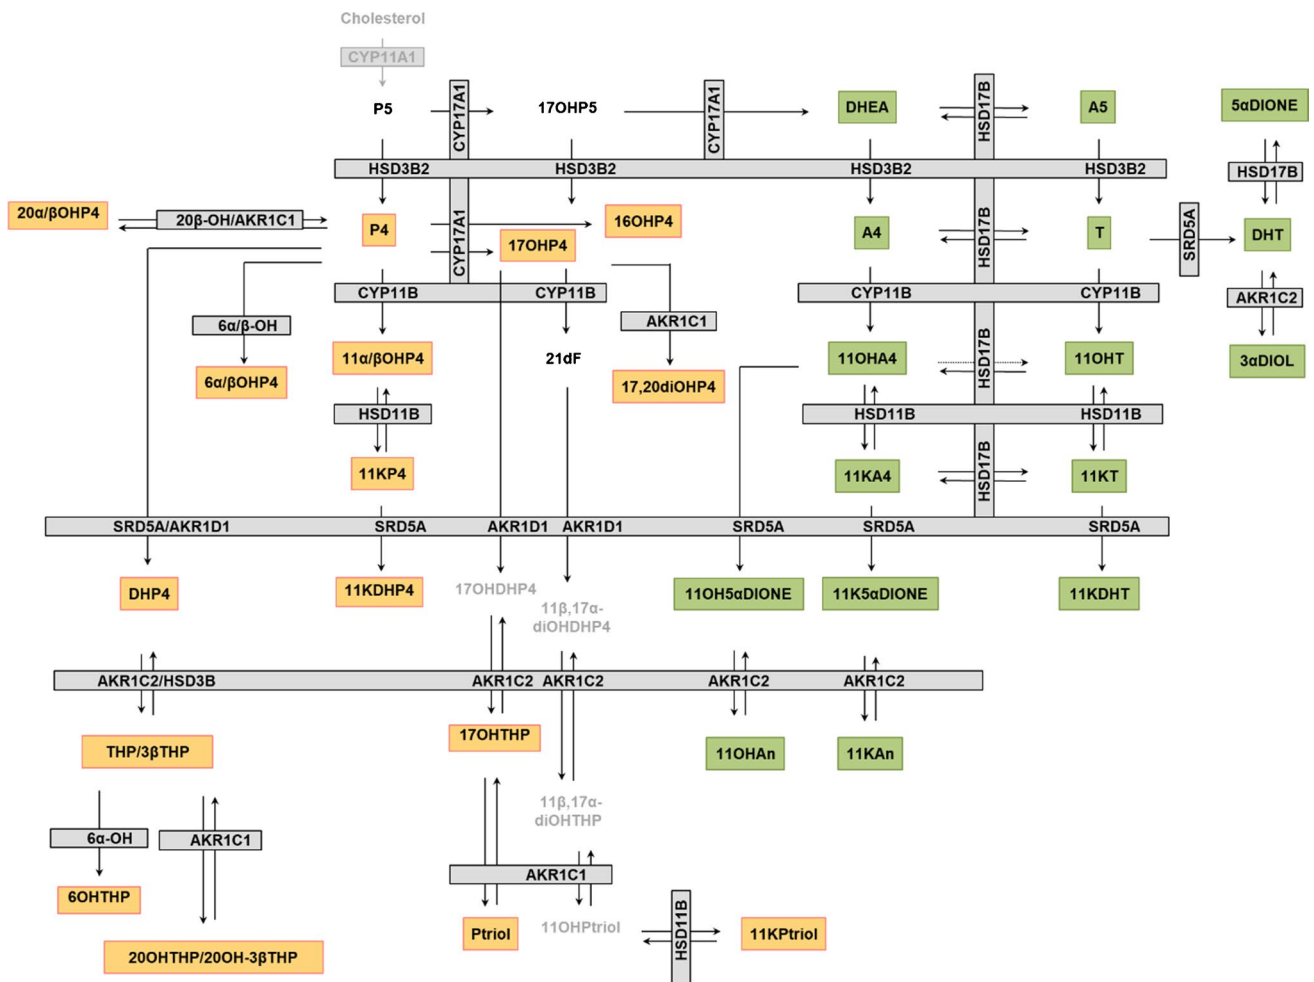 Cholesterol
CYP11A1
P5
CYP17A1
17OHP5
CYP17A1
DHEA
HSD17B
A5
5αDIONE
HSD3B2
HSD3B2
HSD3B2
HSD3B2
HSD17B
20α/βOHP4
20β-OH/AKR1C1
P4
CYP17A1
16OHP4
17OHP4
A4
HSD17B
T
SRD5A
DHT
CYP11B
CYP11B
CYP11B
CYP11B
AKR1C2
6α/β-OH
AKR1C1
11α/βOHP4
21dF
11OHA4
HSD17B
11OHT
3αDIOL
6α/βOHP4
17,20diOHP4
HSD11B
HSD11B
HSD11B
11KP4
11KA4
HSD17B
11KT
SRD5A/AKR1D1
SRD5A
AKR1D1
AKR1D1
SRD5A
SRD5A
SRD5A
DHP4
11KDHP4
17OHDHP4
11β,17α-
diOHDHP4
11OH5αDIONE
11K5αDIONE
11KDHT
AKR1C2/HSD3B
AKR1C2
AKR1C2
AKR1C2
AKR1C2
THP/3βTHP
17OHTHP
11OHAn
11KAn
11β,17α-
diOHTHP
6α-OH
AKR1C1
AKR1C1
6OHTHP
Ptriol
11OHPtriol
HSD11B
11KPtriol
20OHTHP/20OH-3βTHP